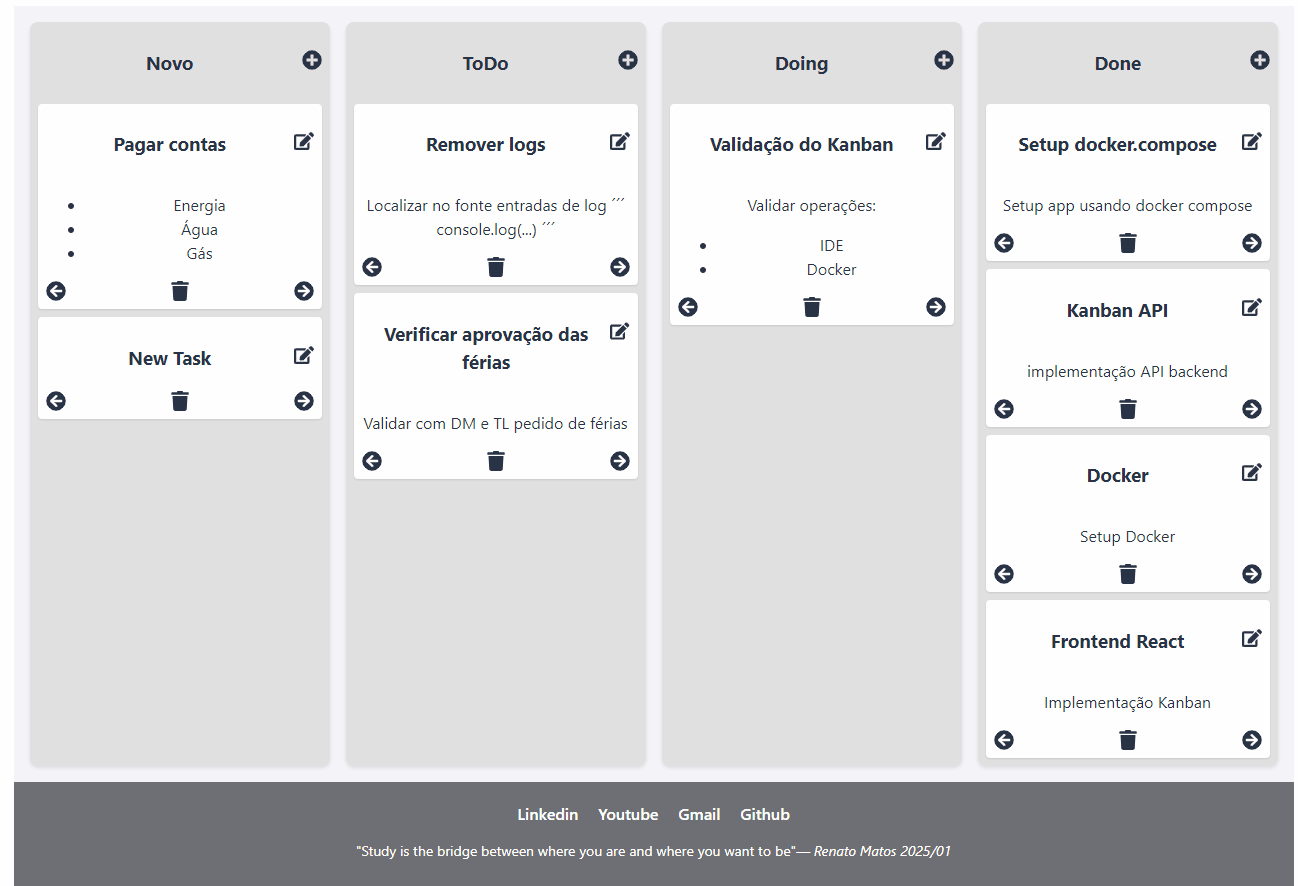 Novo
Pagar contas
Energia
Água
Gás
New Task
ToDo
Remover logs
Localizar no fonte entradas de log ´´´
console.log(...) ´´´
Verificar aprovação das
férias
Validar com DM e TL pedido de férias
Doing
Validação do Kanban
Validar operações:
IDE
Docker
Done
Setup docker.compose
Setup app usando docker compose
Kanban API
implementação API backend
Docker
Setup Docker
Frontend React
Implementação Kanban
Linkedin Youtube Gmail Github
"Study is the bridge between where you are and where you want to be"— Renato Matos 2025/01